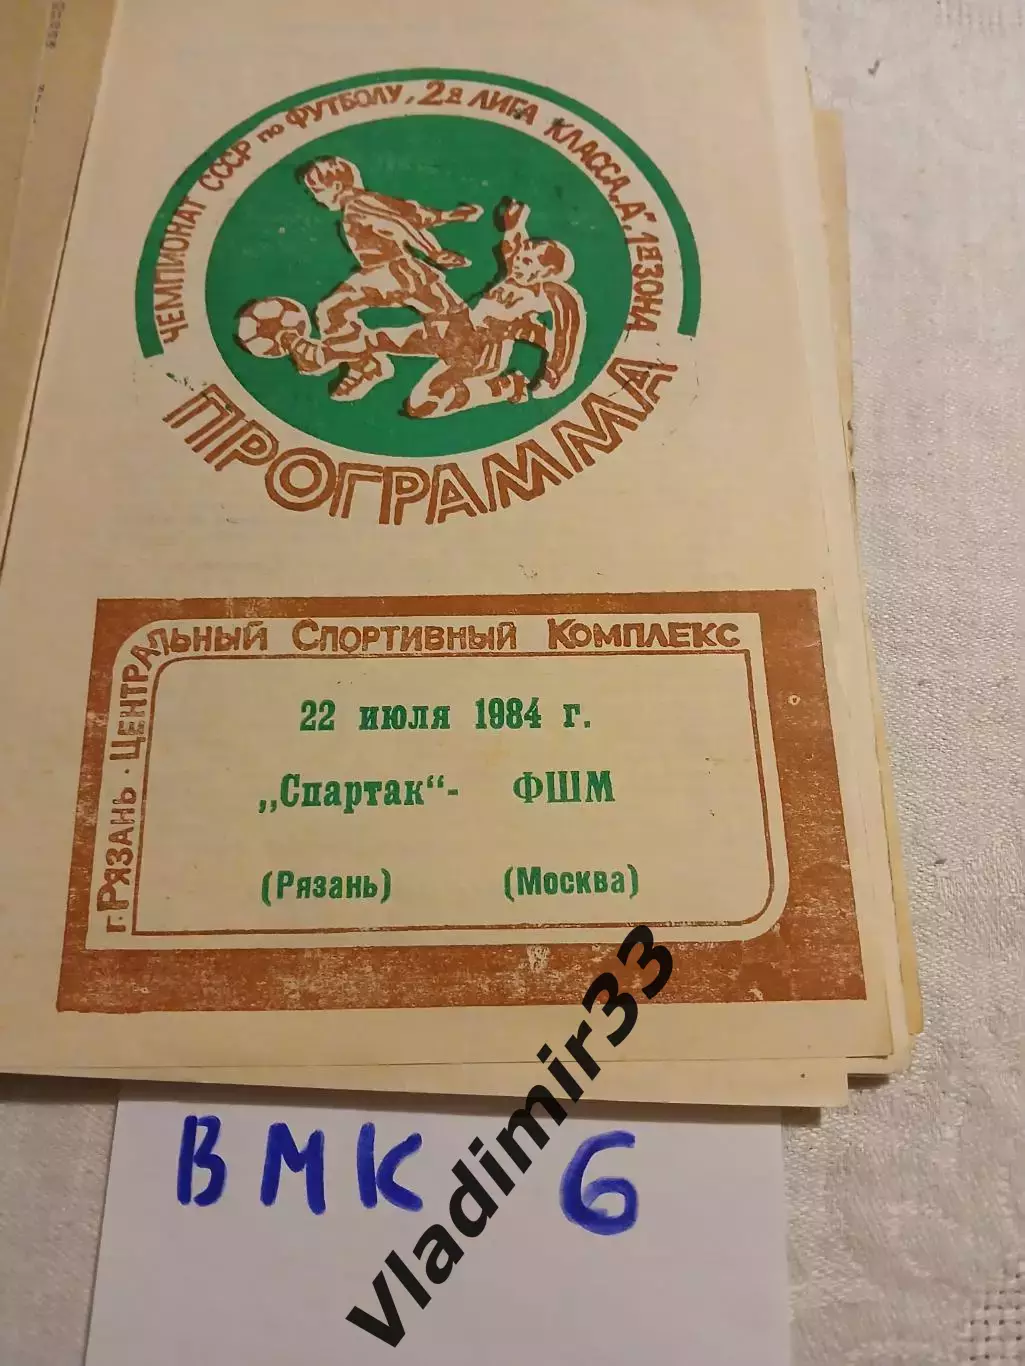 ЧЕМПИОНАТ СССР по ФУТБОЛУ, 2я ЛИГА КЛАССА „А", 1я ЗОНА
ПРОГРАММА
г. РЯЗАНЬ · ЦЕНТРАЛЬНЫЙ СПОРТИВНЫЙ КОМПЛЕКС
22 июля 1984 г.
„Спартак“- ФШМ
(Рязань) (Москва)
ВМК 6
Vladimir33